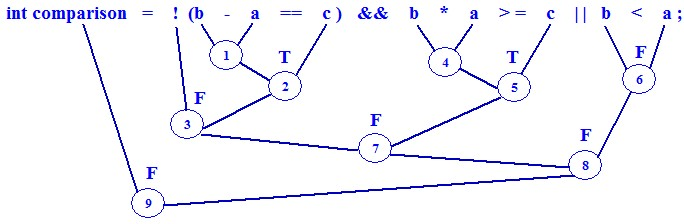 int comparison = ! (b - a == c) && b * a >= c || b < a;
T T F
1 4
2 5 6
F
3 F F
7 8
F
9